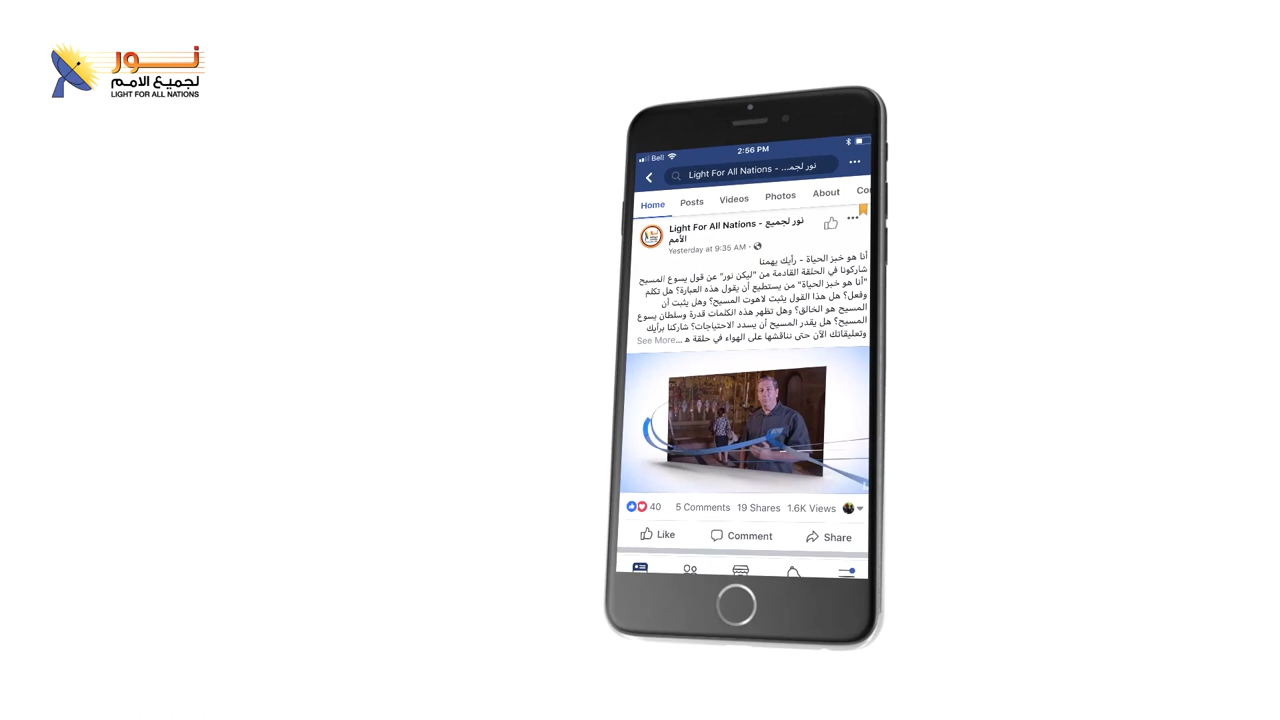 نور
لجميع الامم
LIGHT FOR ALL NATIONS
Bell
2:56 PM
Light For All Nations - ...نور لجميع
Home Posts Videos Photos About Co
Light For All Nations - نور لجميع
الأمم
Yesterday at 9:35 AM
أنا هو خبز الحياة - رأيك يهمنا
شاركونا في الحلقة القادمة من "ليكن نور" عن قول يسوع المسيح
"أنا هو خبز الحياة" من يستطيع أن يقول هذه العبارة؟ هل تكلم
وفعل؟ هل هذا القول يثبت لاهوت المسيح؟ وهل يثبت أن
المسيح هو الخالق؟ وهل تظهر هذه الكلمات قدرة وسلطان يسوع
المسيح؟ هل يقدر المسيح أن يسدد الاحتياجات؟ شاركنا برأيك
وتعليقاتك الآن حتى نناقشها على الهواء في حلقة ه ...See More
40 5 Comments 19 Shares 1.6K Views
Like Comment Share